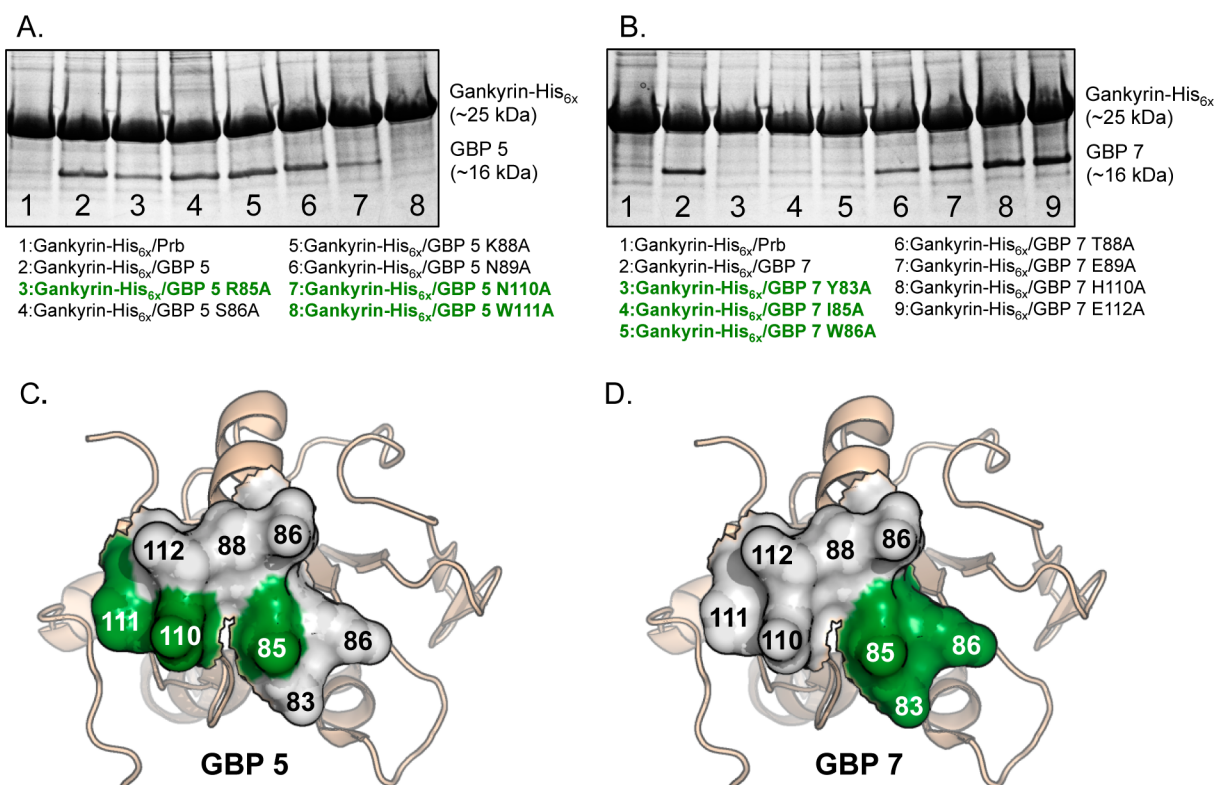 A.
Gankyrin-His6x
(~25 kDa)
GBP 5
(~16 kDa)
1 2 3 4 5 6 7 8
1:Gankyrin-His6x/Prb
2:Gankyrin-His6x/GBP 5
3:Gankyrin-His6x/GBP 5 R85A
4:Gankyrin-His6x/GBP 5 S86A
5:Gankyrin-His6x/GBP 5 K88A
6:Gankyrin-His6x/GBP 5 N89A
7:Gankyrin-His6x/GBP 5 N110A
8:Gankyrin-His6x/GBP 5 W111A
B.
Gankyrin-His6x
(~25 kDa)
GBP 7
(~16 kDa)
1 2 3 4 5 6 7 8 9
1:Gankyrin-His6x/Prb
2:Gankyrin-His6x/GBP 7
3:Gankyrin-His6x/GBP 7 Y83A
4:Gankyrin-His6x/GBP 7 I85A
5:Gankyrin-His6x/GBP 7 W86A
6:Gankyrin-His6x/GBP 7 T88A
7:Gankyrin-His6x/GBP 7 E89A
8:Gankyrin-His6x/GBP 7 H110A
9:Gankyrin-His6x/GBP 7 E112A
C.
112 88 86
111 110 85 86
83
GBP 5
D.
112 88 86
111 110 85 86
83
GBP 7